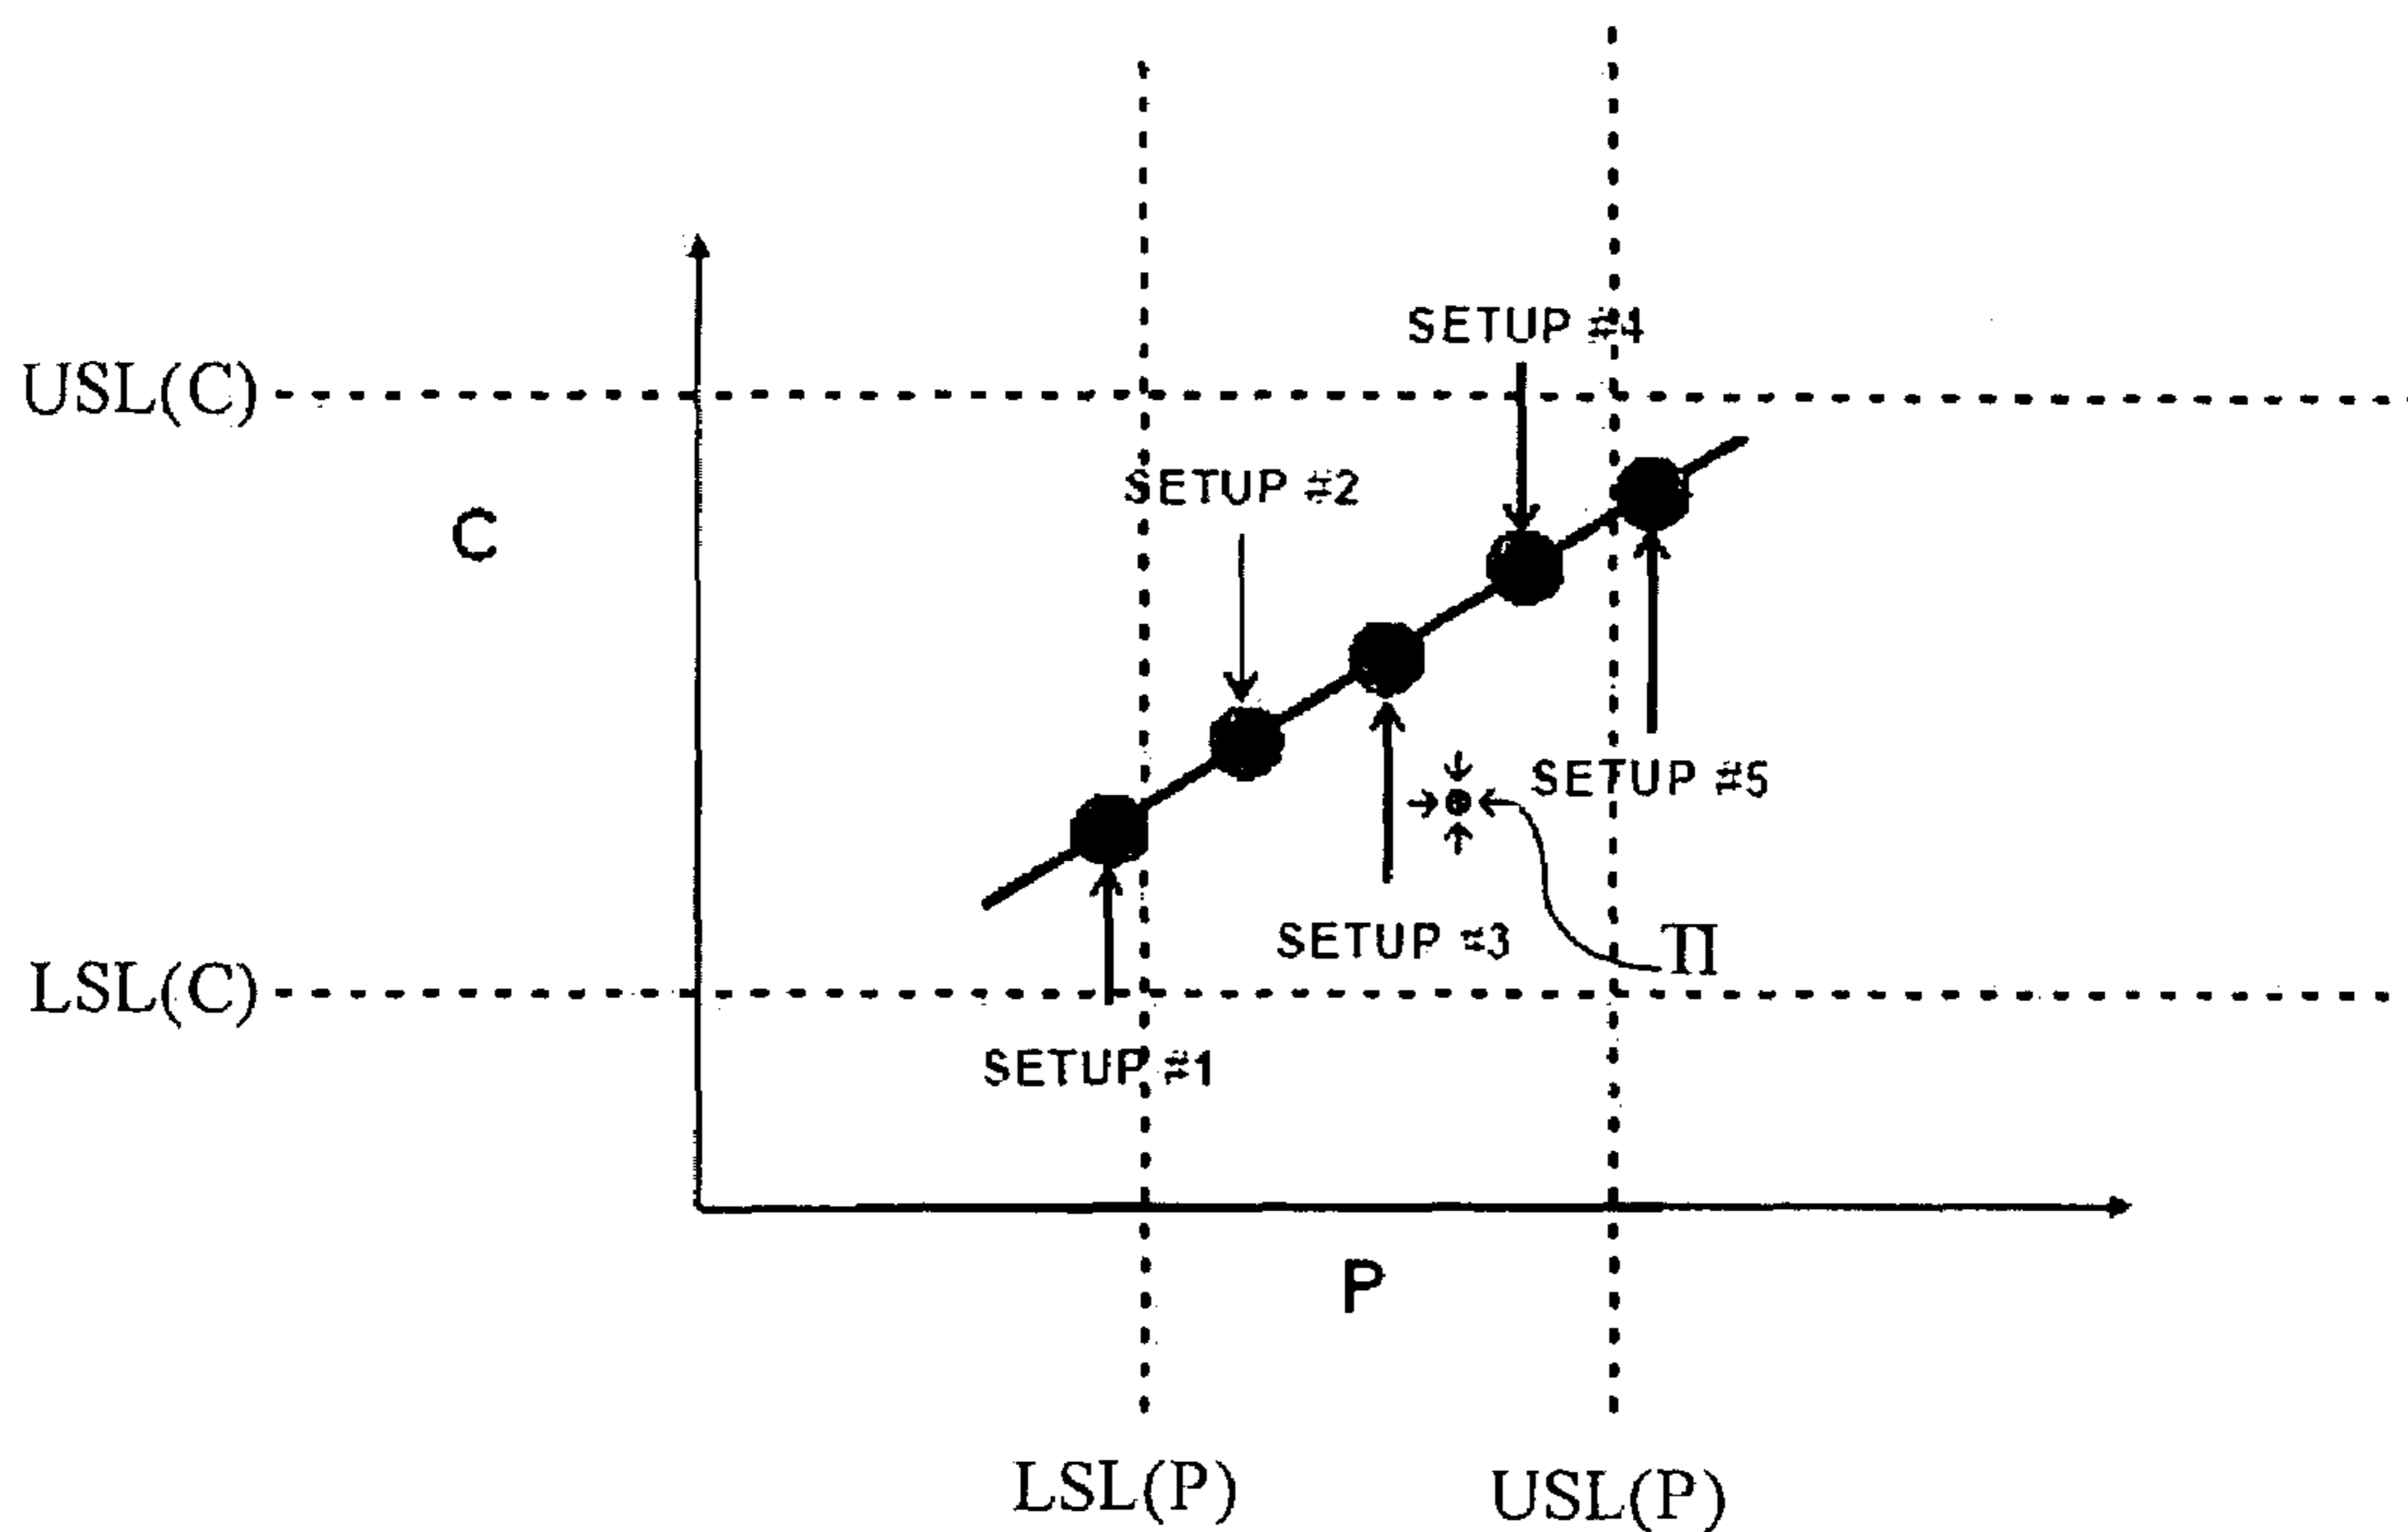 SETUP #4
USL(C)
SETUP #2
C
SETUP #5
SETUP #3
TI
LSL(C)
SETUP #1
P
LSL(P)
USL(P)